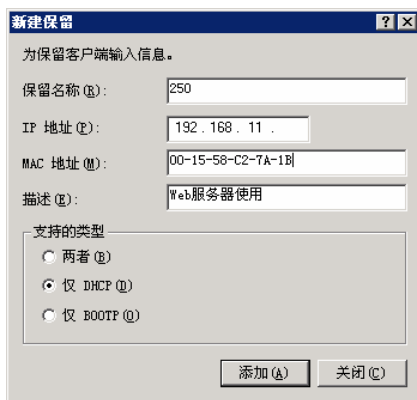 新建保留
为保留客户端输入信息。
保留名称(R): 250
IP 地址(P): 192 . 168 . 11 .
MAC 地址(M): 00-15-58-C2-7A-1B
描述(E): Web服务器使用
支持的类型
两者(B)
仅 DHCP(D)
仅 BOOTP(O)
添加(A) 关闭(C)